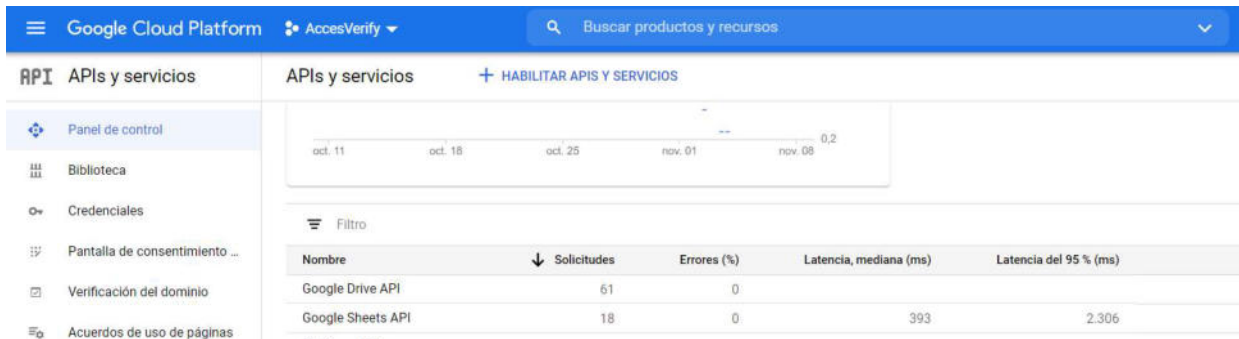 Google Cloud Platform AccesVerify Buscar productos y recursos
API APIs y servicios
APIs y servicios + HABILITAR APIS Y SERVICIOS
Panel de control
Biblioteca
Credenciales
Pantalla de consentimiento ...
Verificación del dominio
Acuerdos de uso de páginas
0,2
oct. 11 oct. 18 oct. 25 nov. 01 nov. 08
Filtro
Nombre Solicitudes Errores (%) Latencia, mediana (ms) Latencia del 95 % (ms)
Google Drive API 61 0
Google Sheets API 18 0 393 2.306